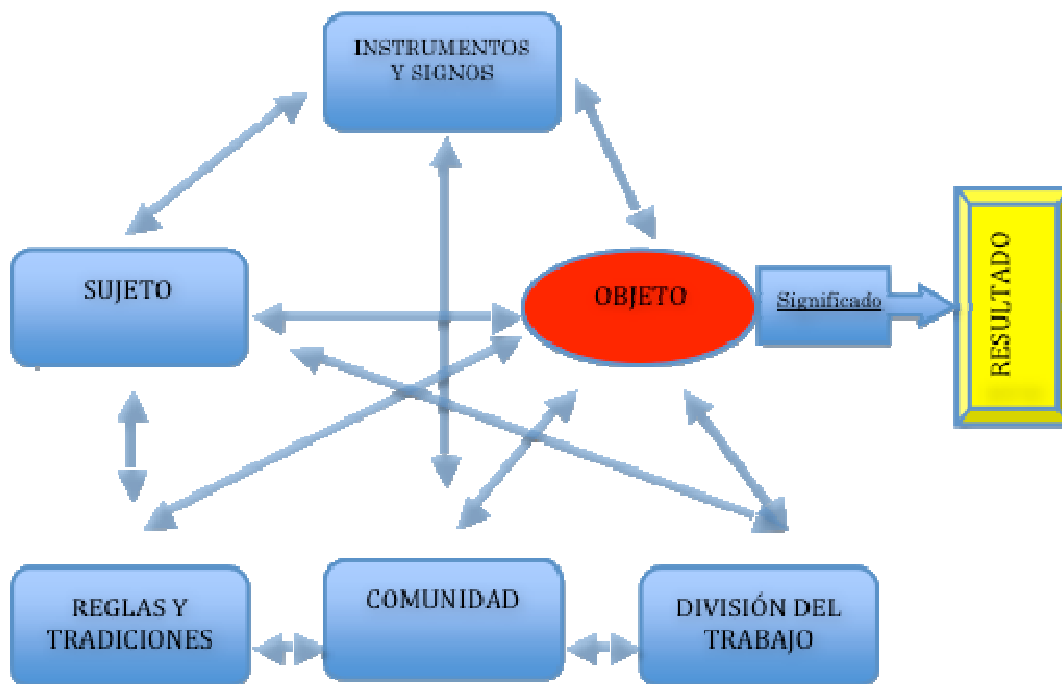 INSTRUMENTOS
Y SIGNOS
SUJETO
OBJETO
Significado
RESULTADO
REGLAS Y
TRADICIONES
COMUNIDAD
DIVISIÓN DEL
TRABAJO